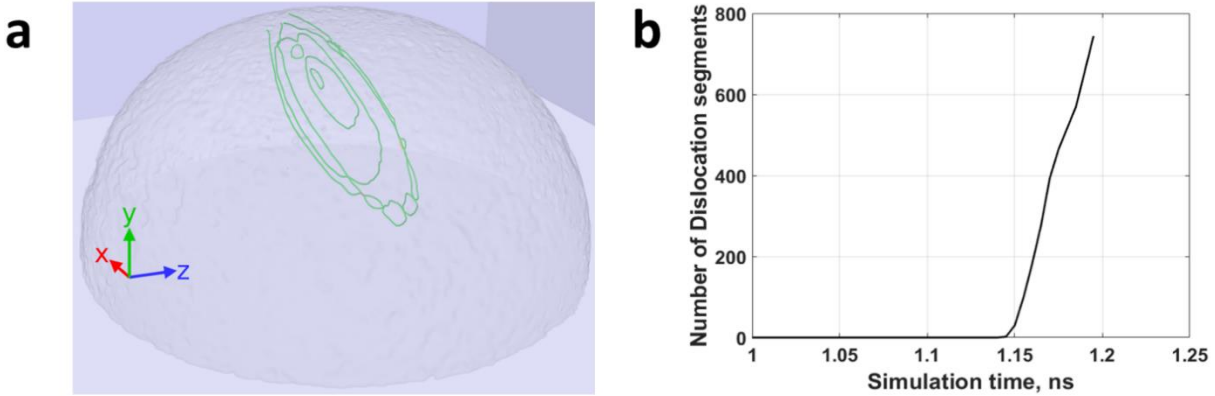 a
y
x
z
b
Number of Dislocation segments
800
600
400
200
0
1 1.05 1.1 1.15 1.2 1.25
Simulation time, ns